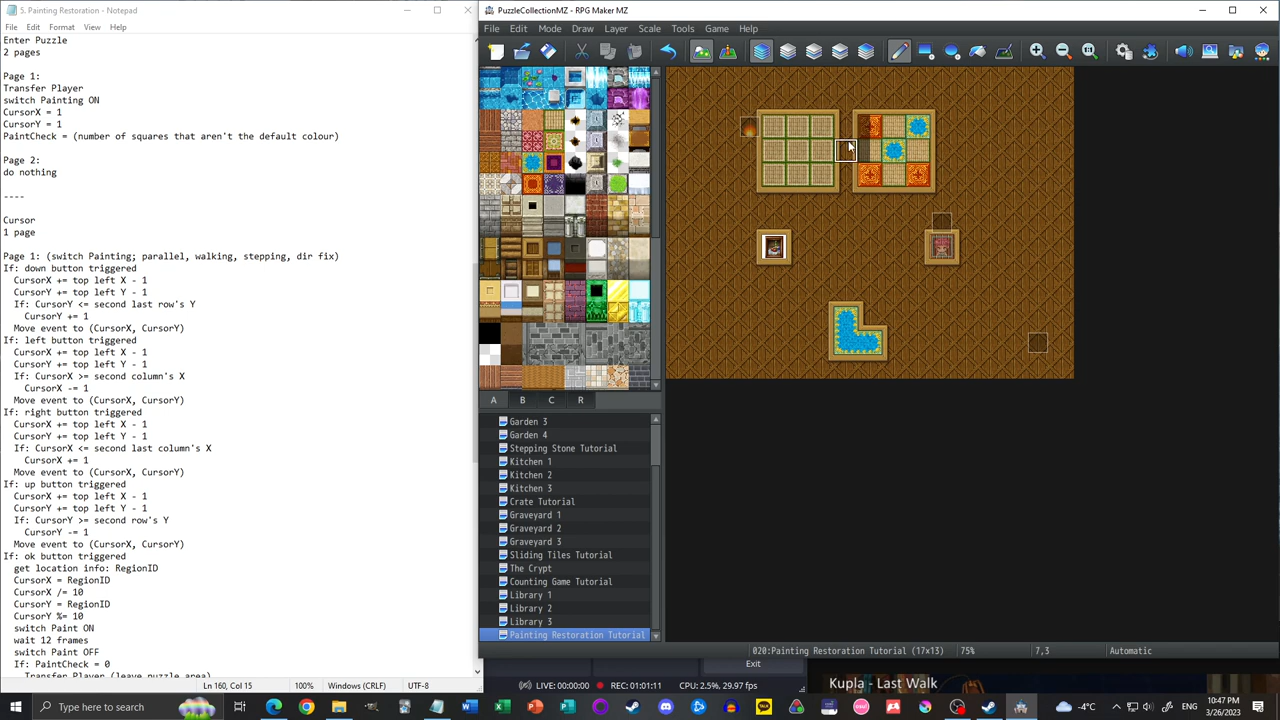 5. Painting Restoration - Notepad
File Edit Format View Help
Enter Puzzle
2 pages
Page 1:
Transfer Player
switch Painting ON
CursorX = 1
CursorY = 1
PaintCheck = (number of squares that aren't the default colour)
Page 2:
do nothing
----
Cursor
1 page
Page 1: (switch Painting; parallel, walking, stepping, dir fix)
If: down button triggered
CursorX += top left X - 1
CursorY += top left Y - 1
If: CursorY <= second last row's Y
CursorY += 1
Move event to (CursorX, CursorY)
If: left button triggered
CursorX += top left X - 1
CursorY += top left Y - 1
If: CursorX >= second column's X
CursorX -= 1
Move event to (CursorX, CursorY)
If: right button triggered
CursorX += top left X - 1
CursorY += top left Y - 1
If: CursorX <= second last column's X
CursorX += 1
Move event to (CursorX, CursorY)
If: up button triggered
CursorX += top left X - 1
CursorY += top left Y - 1
If: CursorY >= second row's Y
CursorY -= 1
Move event to (CursorX, CursorY)
If: ok button triggered
get location info: RegionID
CursorX = RegionID
CursorX /= 10
CursorY = RegionID
CursorY %= 10
switch Paint ON
wait 12 frames
switch Paint OFF
If: PaintCheck = 0
Transfer Player (leave puzzle area)
Ln 160, Col 15 100% Windows (CRLF) UTF-8
PuzzleCollectionMZ - RPG Maker MZ
File Edit Mode Draw Layer Scale Tools Game Help
A B C R
Garden 3
Garden 4
Stepping Stone Tutorial
Kitchen 1
Kitchen 2
Kitchen 3
Crate Tutorial
Graveyard 1
Graveyard 2
Graveyard 3
Sliding Tiles Tutorial
The Crypt
Counting Game Tutorial
Library 1
Library 2
Library 3
Painting Restoration Tutorial
020:Painting Restoration Tutorial (17x13) 75% 7,3 Automatic
Exit
LIVE: 00:00:00 REC: 01:01:11 CPU: 2.5%, 29.97 fps
Kupla - Last Walk
Type here to search
-4°C
ENG
10:47 PM
3/26/2023